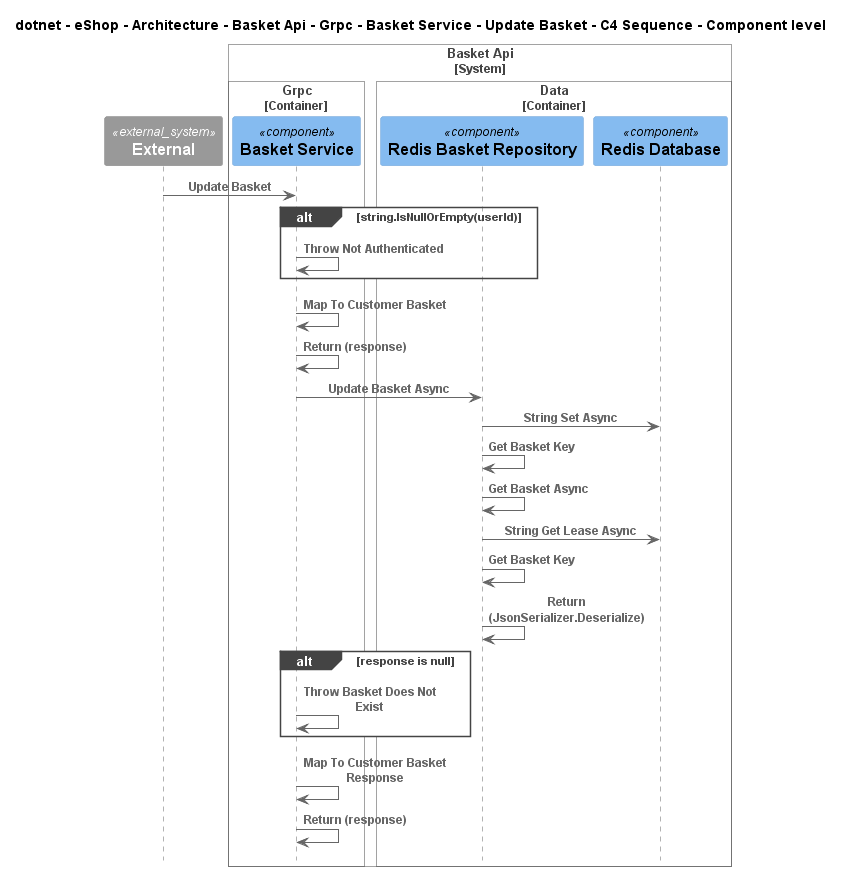 dotnet - eShop - Architecture - Basket Api - Grpc - Basket Service - Update Basket - C4 Sequence - Component level
Basket Api
[System]
Grpc
[Container]
Data
[Container]
«external_system»
External
«component»
Basket Service
«component»
Redis Basket Repository
«component»
Redis Database
Update Basket
alt
[string.IsNullOrEmpty(userId)]
Throw Not Authenticated
Map To Customer Basket
Return (response)
Update Basket Async
String Set Async
Get Basket Key
Get Basket Async
String Get Lease Async
Get Basket Key
Return
(JsonSerializer.Deserialize)
alt
[response is null]
Throw Basket Does Not
Exist
Map To Customer Basket
Response
Return (response)